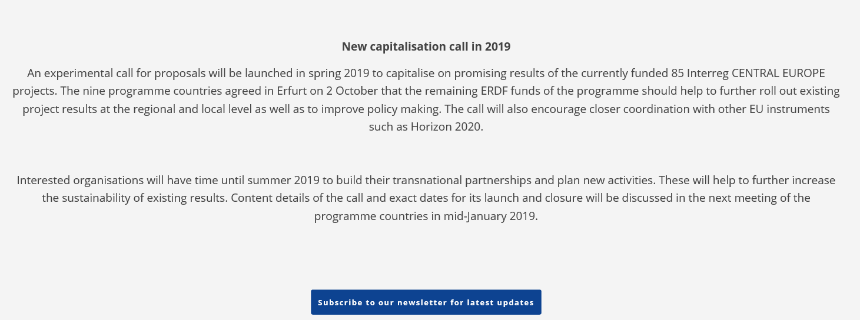 New capitalisation call in 2019
An experimental call for proposals will be launched in spring 2019 to capitalise on promising results of the currently funded 85 Interreg CENTRAL EUROPE
projects. The nine programme countries agreed in Erfurt on 2 October that the remaining ERDF funds of the programme should help to further roll out existing
project results at the regional and local level as well as to improve policy making. The call will also encourage closer coordination with other EU instruments
such as Horizon 2020.
Interested organisations will have time until summer 2019 to build their transnational partnerships and plan new activities. These will help to further increase
the sustainability of existing results. Content details of the call and exact dates for its launch and closure will be discussed in the next meeting of the
programme countries in mid-January 2019.
Subscribe to our newsletter for latest updates